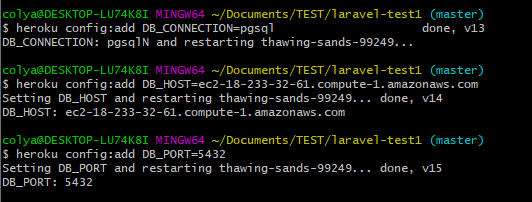 colya@DESKTOP-LU74K8I MINGW64 ~/Documents/TEST/laravel-test1 (master)
$ heroku config:add DB_CONNECTION=pgsql done, v13
DB_CONNECTION: pgsqlN and restarting thawing-sands-99249...
colya@DESKTOP-LU74K8I MINGW64 ~/Documents/TEST/laravel-test1 (master)
$ heroku config:add DB_HOST=ec2-18-233-32-61.compute-1.amazonaws.com
Setting DB_HOST and restarting thawing-sands-99249... done, v14
DB_HOST: ec2-18-233-32-61.compute-1.amazonaws.com
colya@DESKTOP-LU74K8I MINGW64 ~/Documents/TEST/laravel-test1 (master)
$ heroku config:add DB_PORT=5432
Setting DB_PORT and restarting thawing-sands-99249... done, v15
DB_PORT: 5432